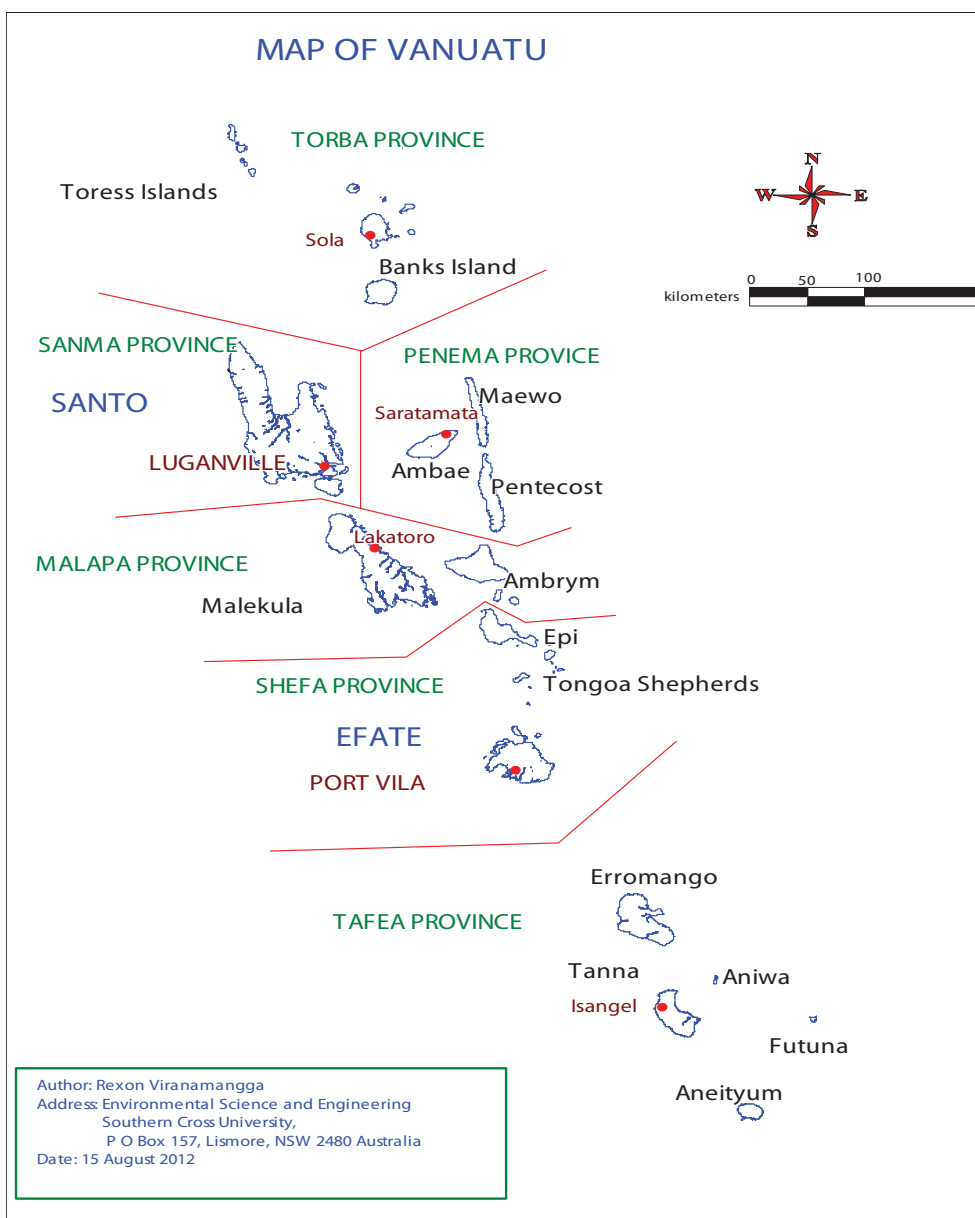 MAP OF VANUATU
TORBA PROVINCE
Toress Islands
N
W
E
S
Sola
Banks Island
0
50
100
kilometers
SANMA PROVINCE
PENEMA PROVICE
SANTO
Maewo
Saratamata
LUGANVILLE
Ambae
Pentecost
Lakatoro
MALAPA PROVINCE
Ambrym
Malekula
Epi
SHEFA PROVINCE
Tongoa Shepherds
EFATE
PORT VILA
Erromango
TAFEA PROVINCE
Tanna
Aniwa
Isangel
Futuna
Aneityum
Author: Rexon Viranamangga
Address: Environmental Science and Engineering
Southern Cross University,
P O Box 157, Lismore, NSW 2480 Australia
Date: 15 August 2012